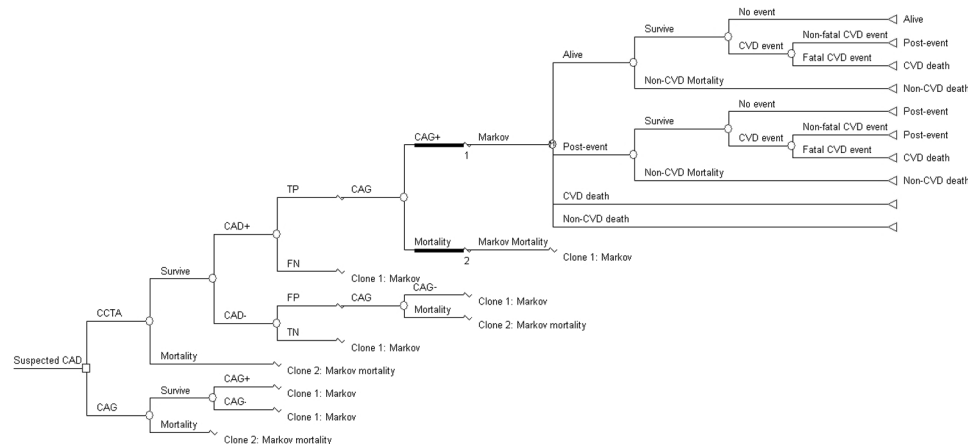 No event
Alive
Survive
Non-fatal CVD event
CVD event
Post-event
Alive
Fatal CVD event
CVD death
Non-CVD Mortality
Non-CVD death
No event
Post-event
Survive
Non-fatal CVD event
CAG+
Markov
Post-event
CVD event
Post-event
1
Fatal CVD event
CVD death
Non-CVD Mortality
Non-CVD death
TP
CAG
CVD death
Non-CVD death
CAD+
Mortality
Markov Mortality
2
Clone 1: Markov
FN
Survive
Clone 1: Markov
CAG-
FP
CAG
Clone 1: Markov
CCTA
CAD-
Mortality
TN
Clone 2: Markov mortality
Clone 1: Markov
Suspected CAD
Mortality
Clone 2: Markov mortality
CAG+
Survive
Clone 1: Markov
CAG
CAG-
Clone 1: Markov
Mortality
Clone 2: Markov mortality